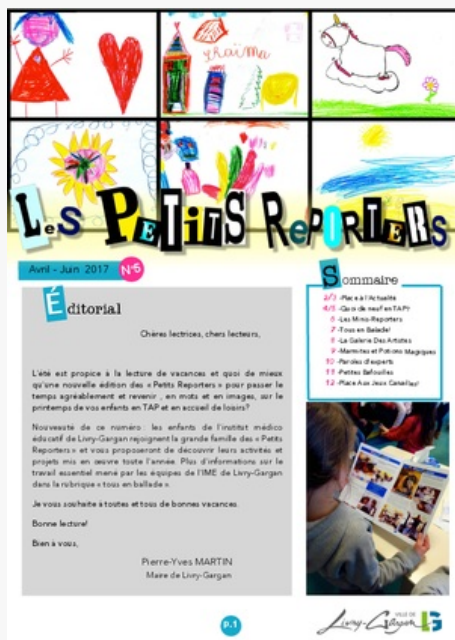 chaïma
LeS PETiTS RePORTERS
Avril - Juin 2017 N°5
Éditorial
Chères lectrices, chers lecteurs,
L'été est propice à la lecture de vacances et quoi de mieux
qu'une nouvelle édition des « Petits Reporters » pour passer le
temps agréablement et revenir , en mots et en images, sur le
printemps de vos enfants en TAP et en accueil de loisirs?
Nouveauté de ce numéro : les enfants de l'institut médico
éducatif de Livry-Gargan rejoignent la grande famille des « Petits
Reporters » et vous proposeront de découvrir leurs activités et
projets mis en œuvre toute l'année. Plus d'informations sur le
travail essentiel mené par les équipes de l'IME de Livry-Gargan
dans la rubrique « tous en ballade ».
Je vous souhaite à toutes et tous de bonnes vacances.
Bonne lecture!
Bien à vous,
Pierre-Yves MARTIN
Maire de Livry-Gargan
Sommaire
2/3 -Place à l'Actualité
4/5 -Quoi de neuf en TAP?
6 -Les Minis-Reporters
7 -Tous en Balade!
8 -La Galerie Des Artistes
9 -Marmites et Potions Magiques
10 -Paroles d'experts
11 -Petites Bafouilles
12 -Place Aux Jeux
p.1
VILLE DE
Livry-Gargan